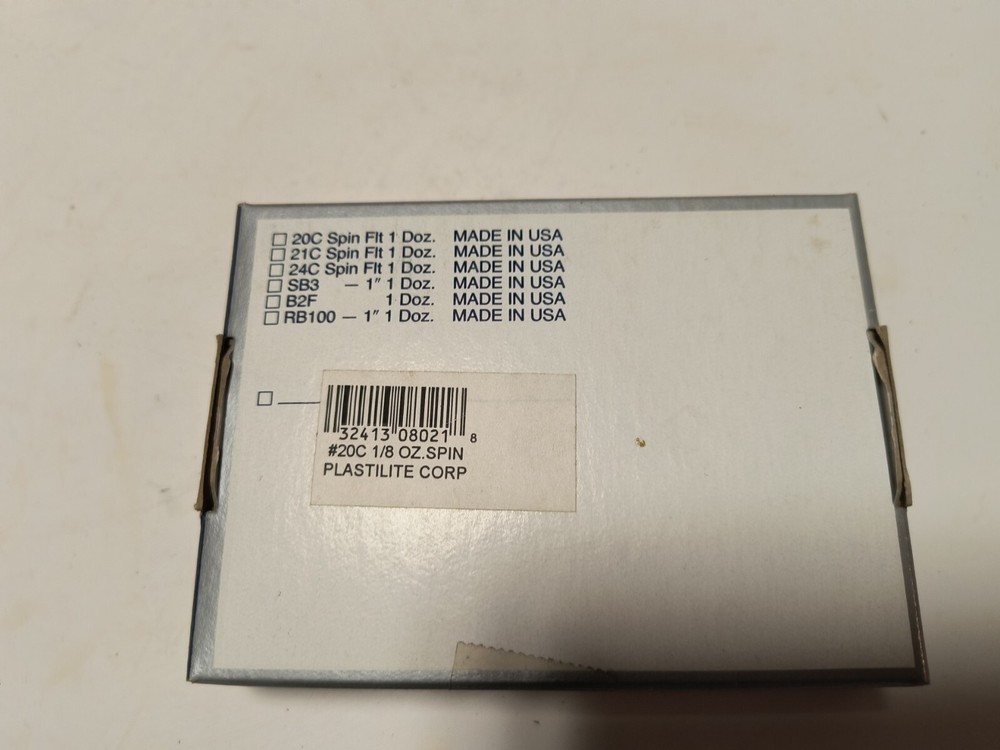 20C Spin Flt 1 Doz. MADE IN USA
21C Spin Flt 1 Doz. MADE IN USA
24C Spin Flt 1 Doz. MADE IN USA
SB3 — 1" 1 Doz. MADE IN USA
B2F 1 Doz. MADE IN USA
RB100 — 1" 1 Doz. MADE IN USA
32413 08021 8
#20C 1/8 OZ.SPIN
PLASTILITE CORP